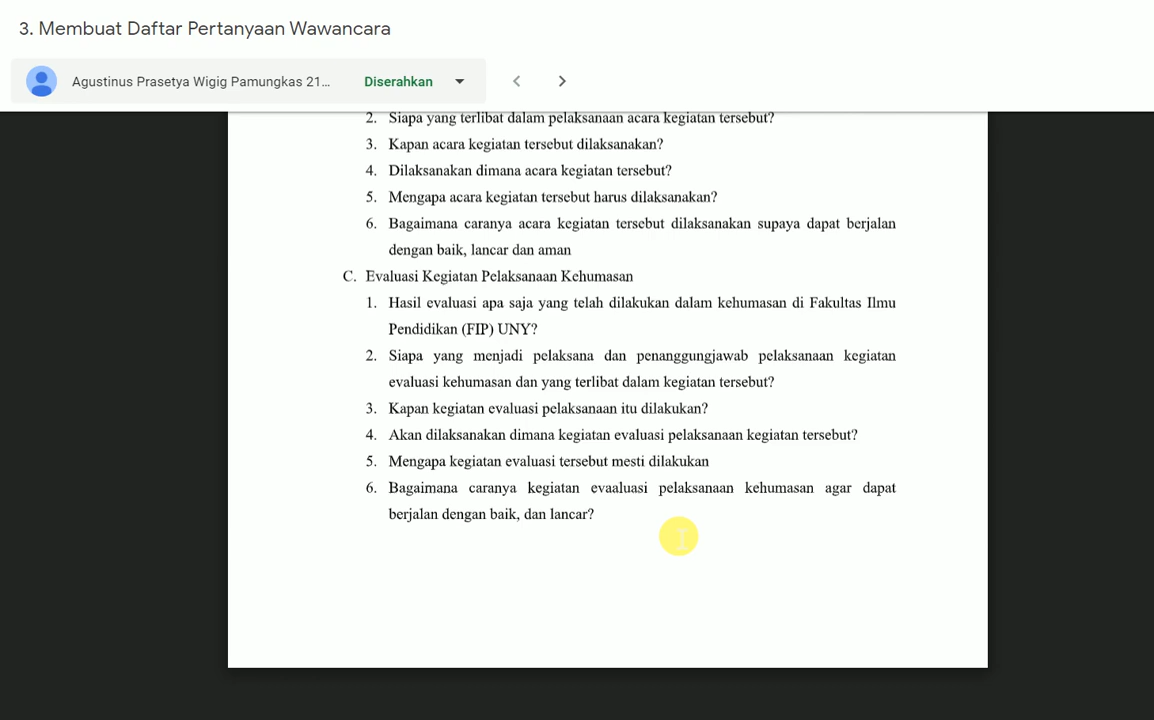 3. Membuat Daftar Pertanyaan Wawancara
Agustinus Prasetya Wigig Pamungkas 21...
Diserahkan
2. Siapa yang terlibat dalam pelaksanaan acara kegiatan tersebut?
3. Kapan acara kegiatan tersebut dilaksanakan?
4. Dilaksanakan dimana acara kegiatan tersebut?
5. Mengapa acara kegiatan tersebut harus dilaksanakan?
6. Bagaimana caranya acara kegiatan tersebut dilaksanakan supaya dapat berjalan
dengan baik, lancar dan aman
C. Evaluasi Kegiatan Pelaksanaan Kehumasan
1. Hasil evaluasi apa saja yang telah dilakukan dalam kehumasan di Fakultas Ilmu
Pendidikan (FIP) UNY?
2. Siapa yang menjadi pelaksana dan penanggungjawab pelaksanaan kegiatan
evaluasi kehumasan dan yang terlibat dalam kegiatan tersebut?
3. Kapan kegiatan evaluasi pelaksanaan itu dilakukan?
4. Akan dilaksanakan dimana kegiatan evaluasi pelaksanaan kegiatan tersebut?
5. Mengapa kegiatan evaluasi tersebut mesti dilakukan
6. Bagaimana caranya kegiatan evaaluasi pelaksanaan kehumasan agar dapat
berjalan dengan baik, dan lancar?